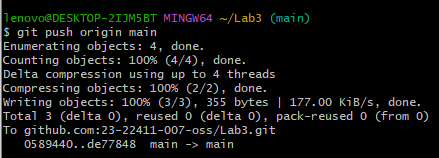 lenovo@DESKTOP-2IJM5BT MINGW64 ~/Lab3 (main)
$ git push origin main
Enumerating objects: 4, done.
Counting objects: 100% (4/4), done.
Delta compression using up to 4 threads
Compressing objects: 100% (2/2), done.
Writing objects: 100% (3/3), 355 bytes | 177.00 KiB/s, done.
Total 3 (delta 0), reused 0 (delta 0), pack-reused 0 (from 0)
To github.com:23-22411-007-oss/Lab3.git
   0589440..de77848  main -> main